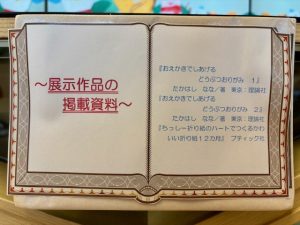 ～展示作品の
掲載資料～
『おえかきでしあげる
どうぶつおりがみ　1』
たかはし　なな／著　東京：理論社
『おえかきでしあげる
どうぶつおりがみ　2』
たかはし　なな／著　東京：理論社
『ちっしー折り紙のハートでつくるかわ
いい折り紙１２カ月』　ブティック社